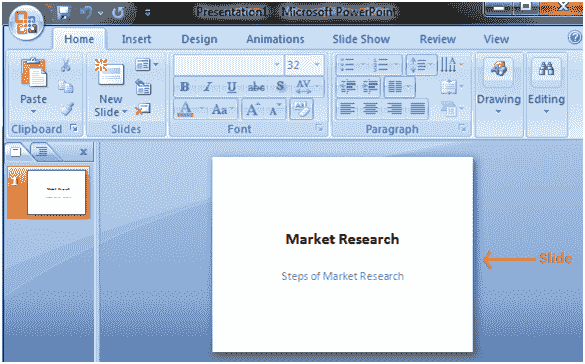 Presentation1 - Microsoft PowerPoin
Home Insert Design Animations Slide Show Review View
32
Paste New Slide Drawing Editing
B I U abc S AV
A Aa A A
Clipboard Slides Font Paragraph
1
Market Research
Steps of Market Research
Slide